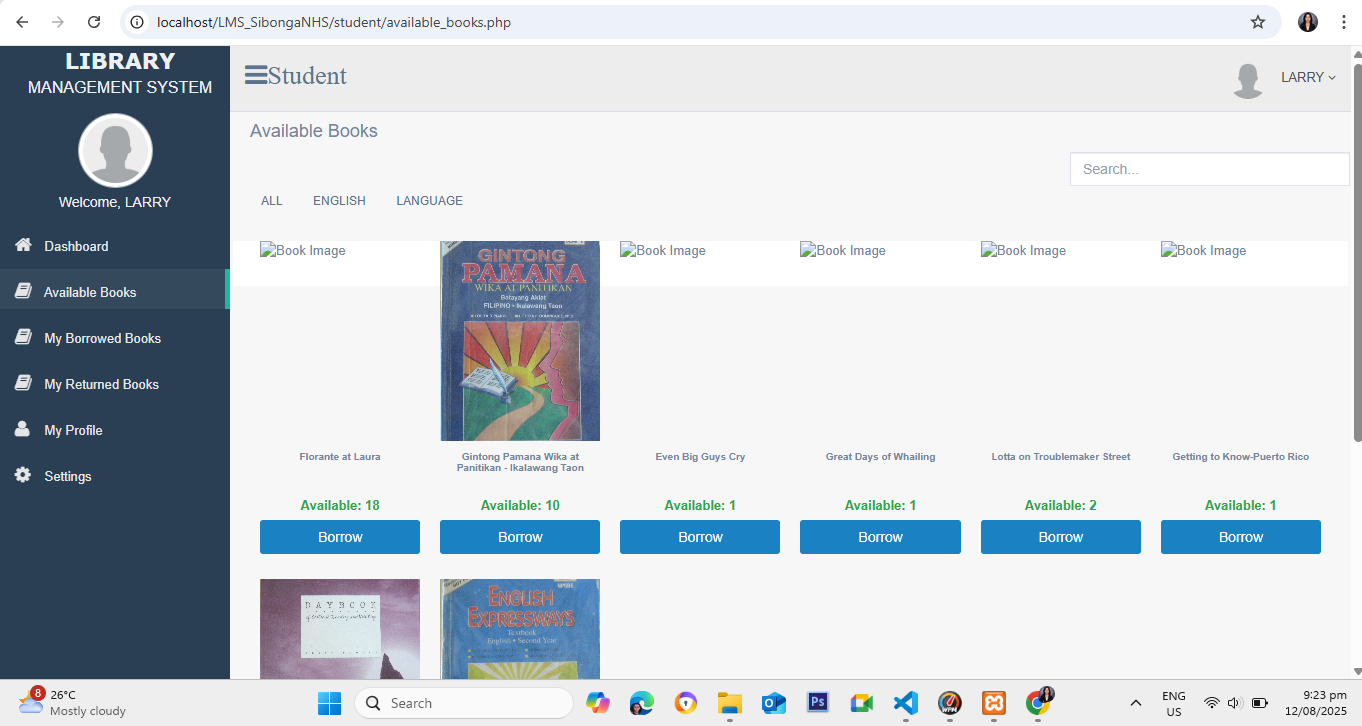 localhost/LMS_SibongaNHS/student/available_books.php
LIBRARY
MANAGEMENT SYSTEM
Welcome, LARRY
Dashboard
Available Books
My Borrowed Books
My Returned Books
My Profile
Settings
Student
LARRY
Available Books
Search...
ALL ENGLISH LANGUAGE
Book Image
GINTONG
PAMANA
WIKA AT PANITIKAN
Batayang Aklat
FILIPINO • Ikalawang Taon
Book Image
Book Image
Book Image
Book Image
Florante at Laura
Gintong Pamana Wika at
Panitikan - Ikalawang Taon
Even Big Guys Cry
Great Days of Whailing
Lotta on Troublemaker Street
Getting to Know-Puerto Rico
Available: 18
Available: 10
Available: 1
Available: 1
Available: 2
Available: 1
Borrow
Borrow
Borrow
Borrow
Borrow
Borrow
DAYBOOK
ENGLISH
EXPRESSWAYS
Textbook
English • Second Year
8
26°C
Mostly cloudy
Search
Ps
ENG
US
9:23 pm
12/08/2025